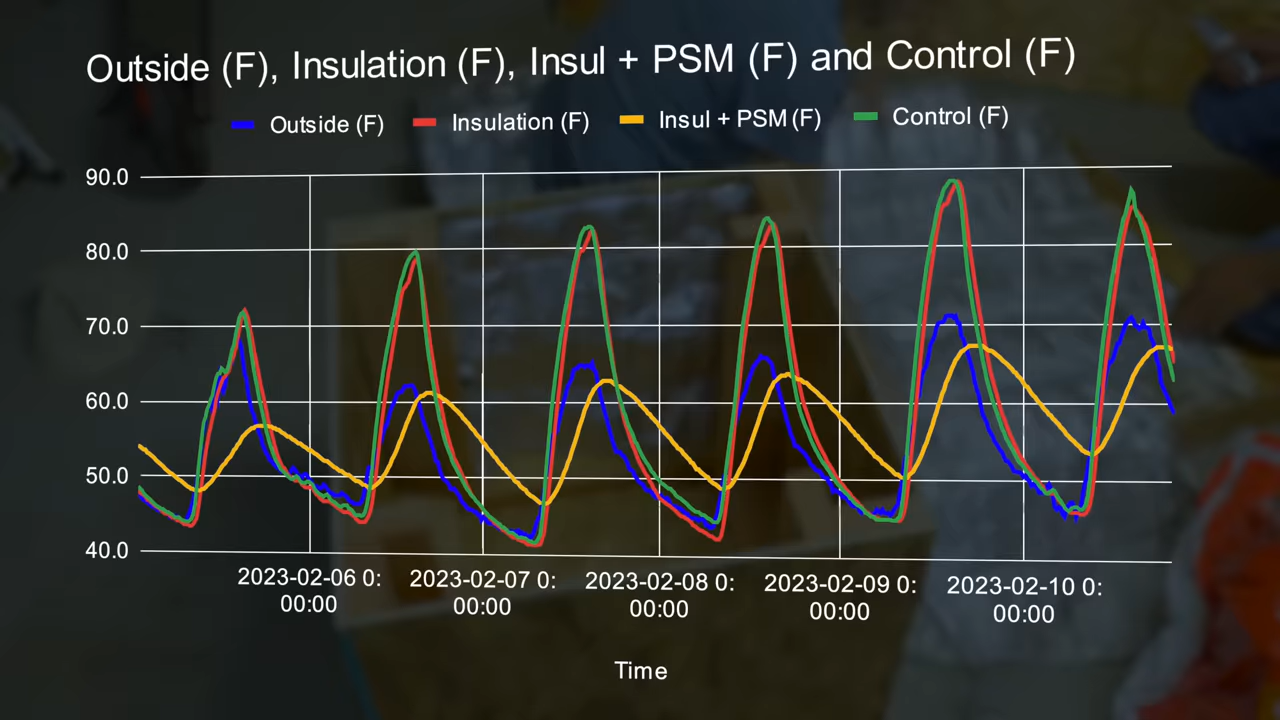 Outside (F), Insulation (F), Insul + PSM (F) and Control (F)
Outside (F) Insulation (F) Insul + PSM (F) Control (F)
90.0
80.0
70.0
60.0
50.0
40.0
2023-02-06 0: 2023-02-07 0: 2023-02-08 0: 2023-02-09 0: 2023-02-10 0:
00:00 00:00 00:00 00:00 00:00
Time